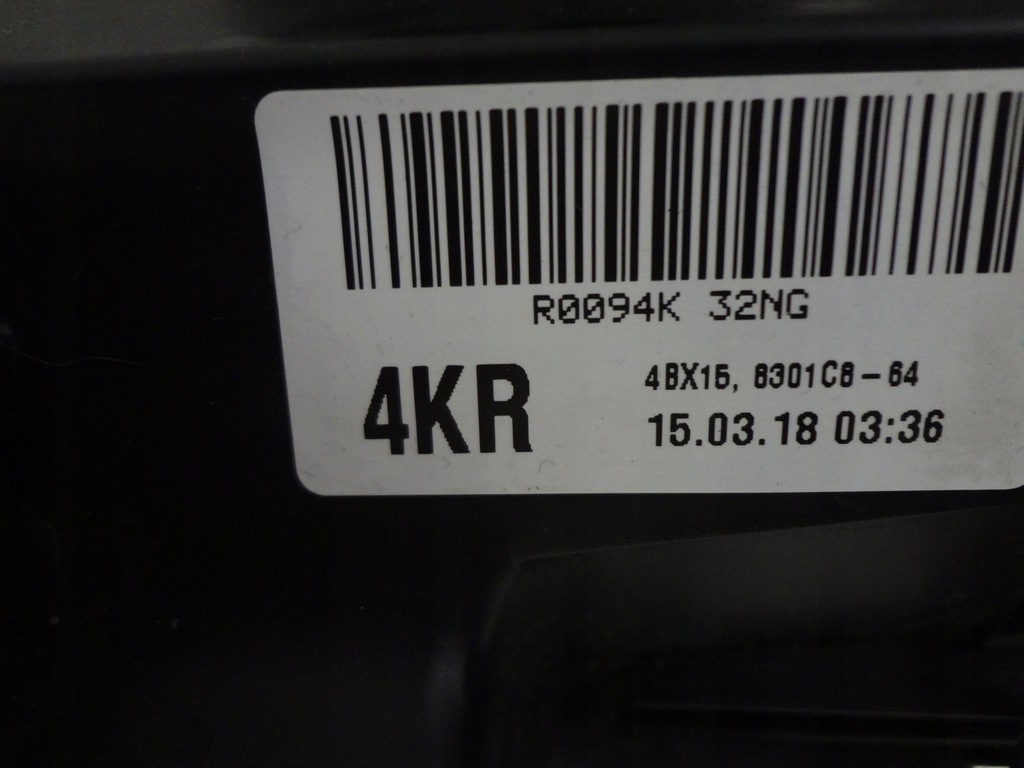 R0094K 32NG
4KR
4BX15, 8301C8-64
15.03.18 03:36